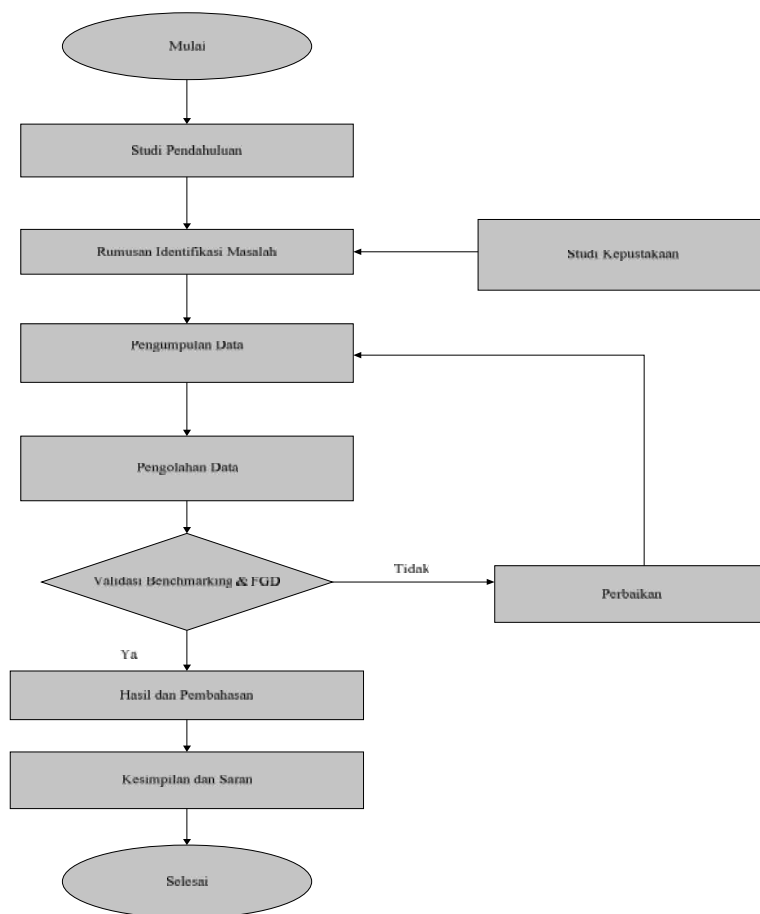 Mulai
Studi Pendahuluan
Rumusan Identifikasi Masalah
Studi Kepustakaan
Pengumpulan Data
Pengolahan Data
Validasi Benchmarking & FGD
Tidak
Perbaikan
Ya
Hasil dan Pembahasan
Kesimpilan dan Saran
Selesai